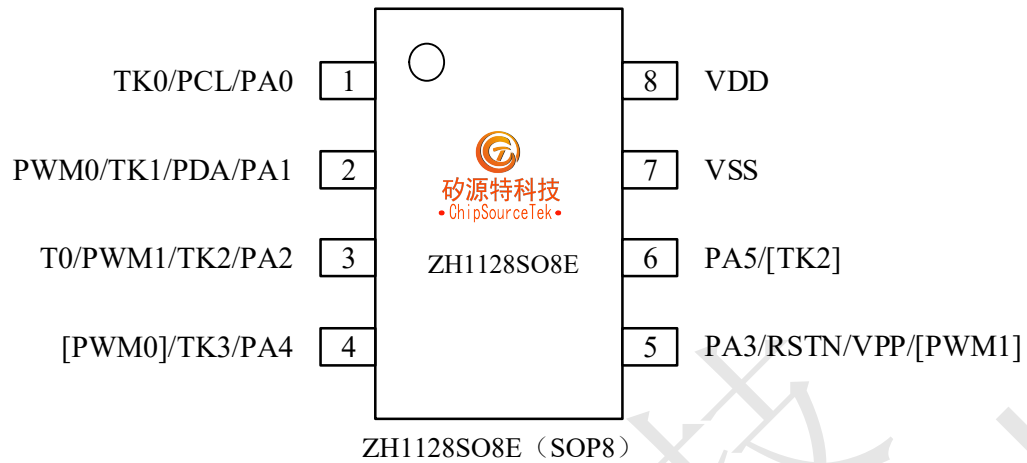 TK0/PCL/PA0 1 8 VDD
PWM0/TK1/PDA/PA1 2 7 VSS
矽源特科技
•ChipSourceTek•
T0/PWM1/TK2/PA2 3 ZH1128SO8E 6 PA5/[TK2]
[PWM0]/TK3/PA4 4 5 PA3/RSTN/VPP/[PWM1]
ZH1128SO8E（SOP8）